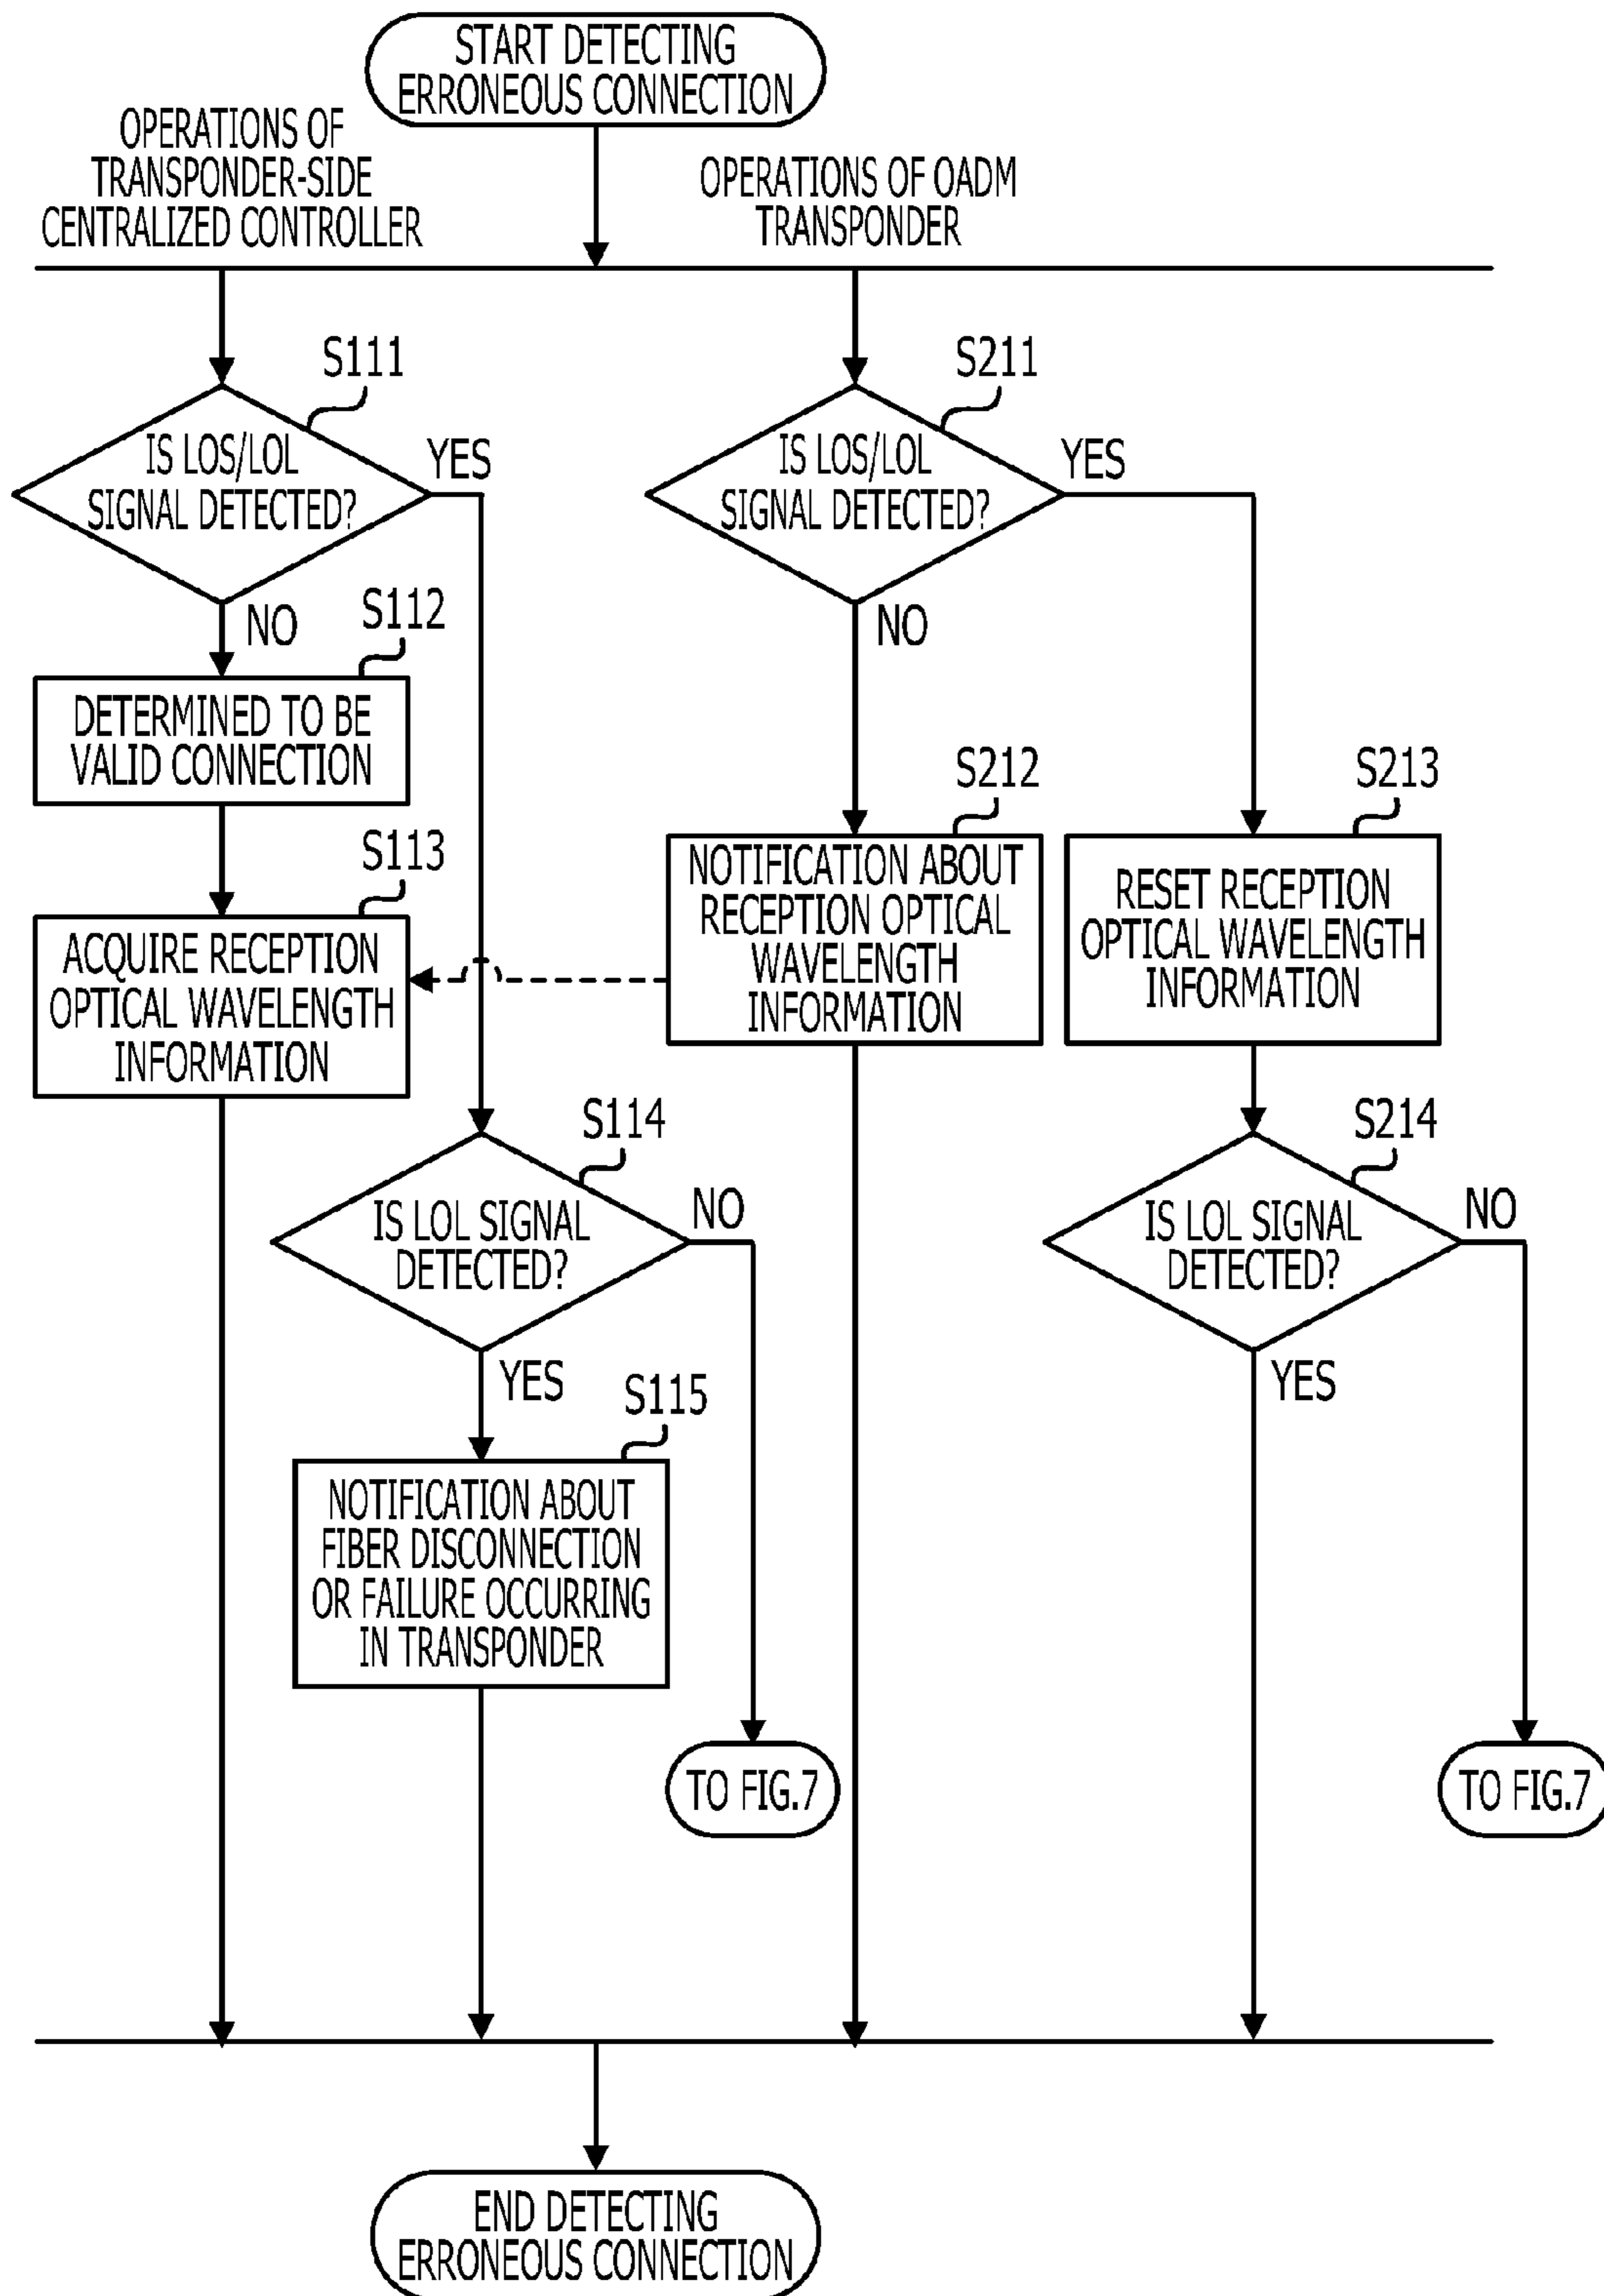 START DETECTING
ERRONEOUS CONNECTION
OPERATIONS OF
TRANSPONDER-SIDE
CENTRALIZED CONTROLLER
OPERATIONS OF OADM
TRANSPONDER
S111
IS LOS/LOL
SIGNAL DETECTED?
YES
NO
S211
IS LOS/LOL
SIGNAL DETECTED?
YES
NO
S112
DETERMINED TO BE
VALID CONNECTION
S113
ACQUIRE RECEPTION
OPTICAL WAVELENGTH
INFORMATION
S212
NOTIFICATION ABOUT
RECEPTION OPTICAL
WAVELENGTH
INFORMATION
S213
RESET RECEPTION
OPTICAL WAVELENGTH
INFORMATION
S114
IS LOL SIGNAL
DETECTED?
NO
YES
S214
IS LOL SIGNAL
DETECTED?
NO
YES
S115
NOTIFICATION ABOUT
FIBER DISCONNECTION
OR FAILURE OCCURRING
IN TRANSPONDER
TO FIG.7
TO FIG.7
END DETECTING
ERRONEOUS CONNECTION